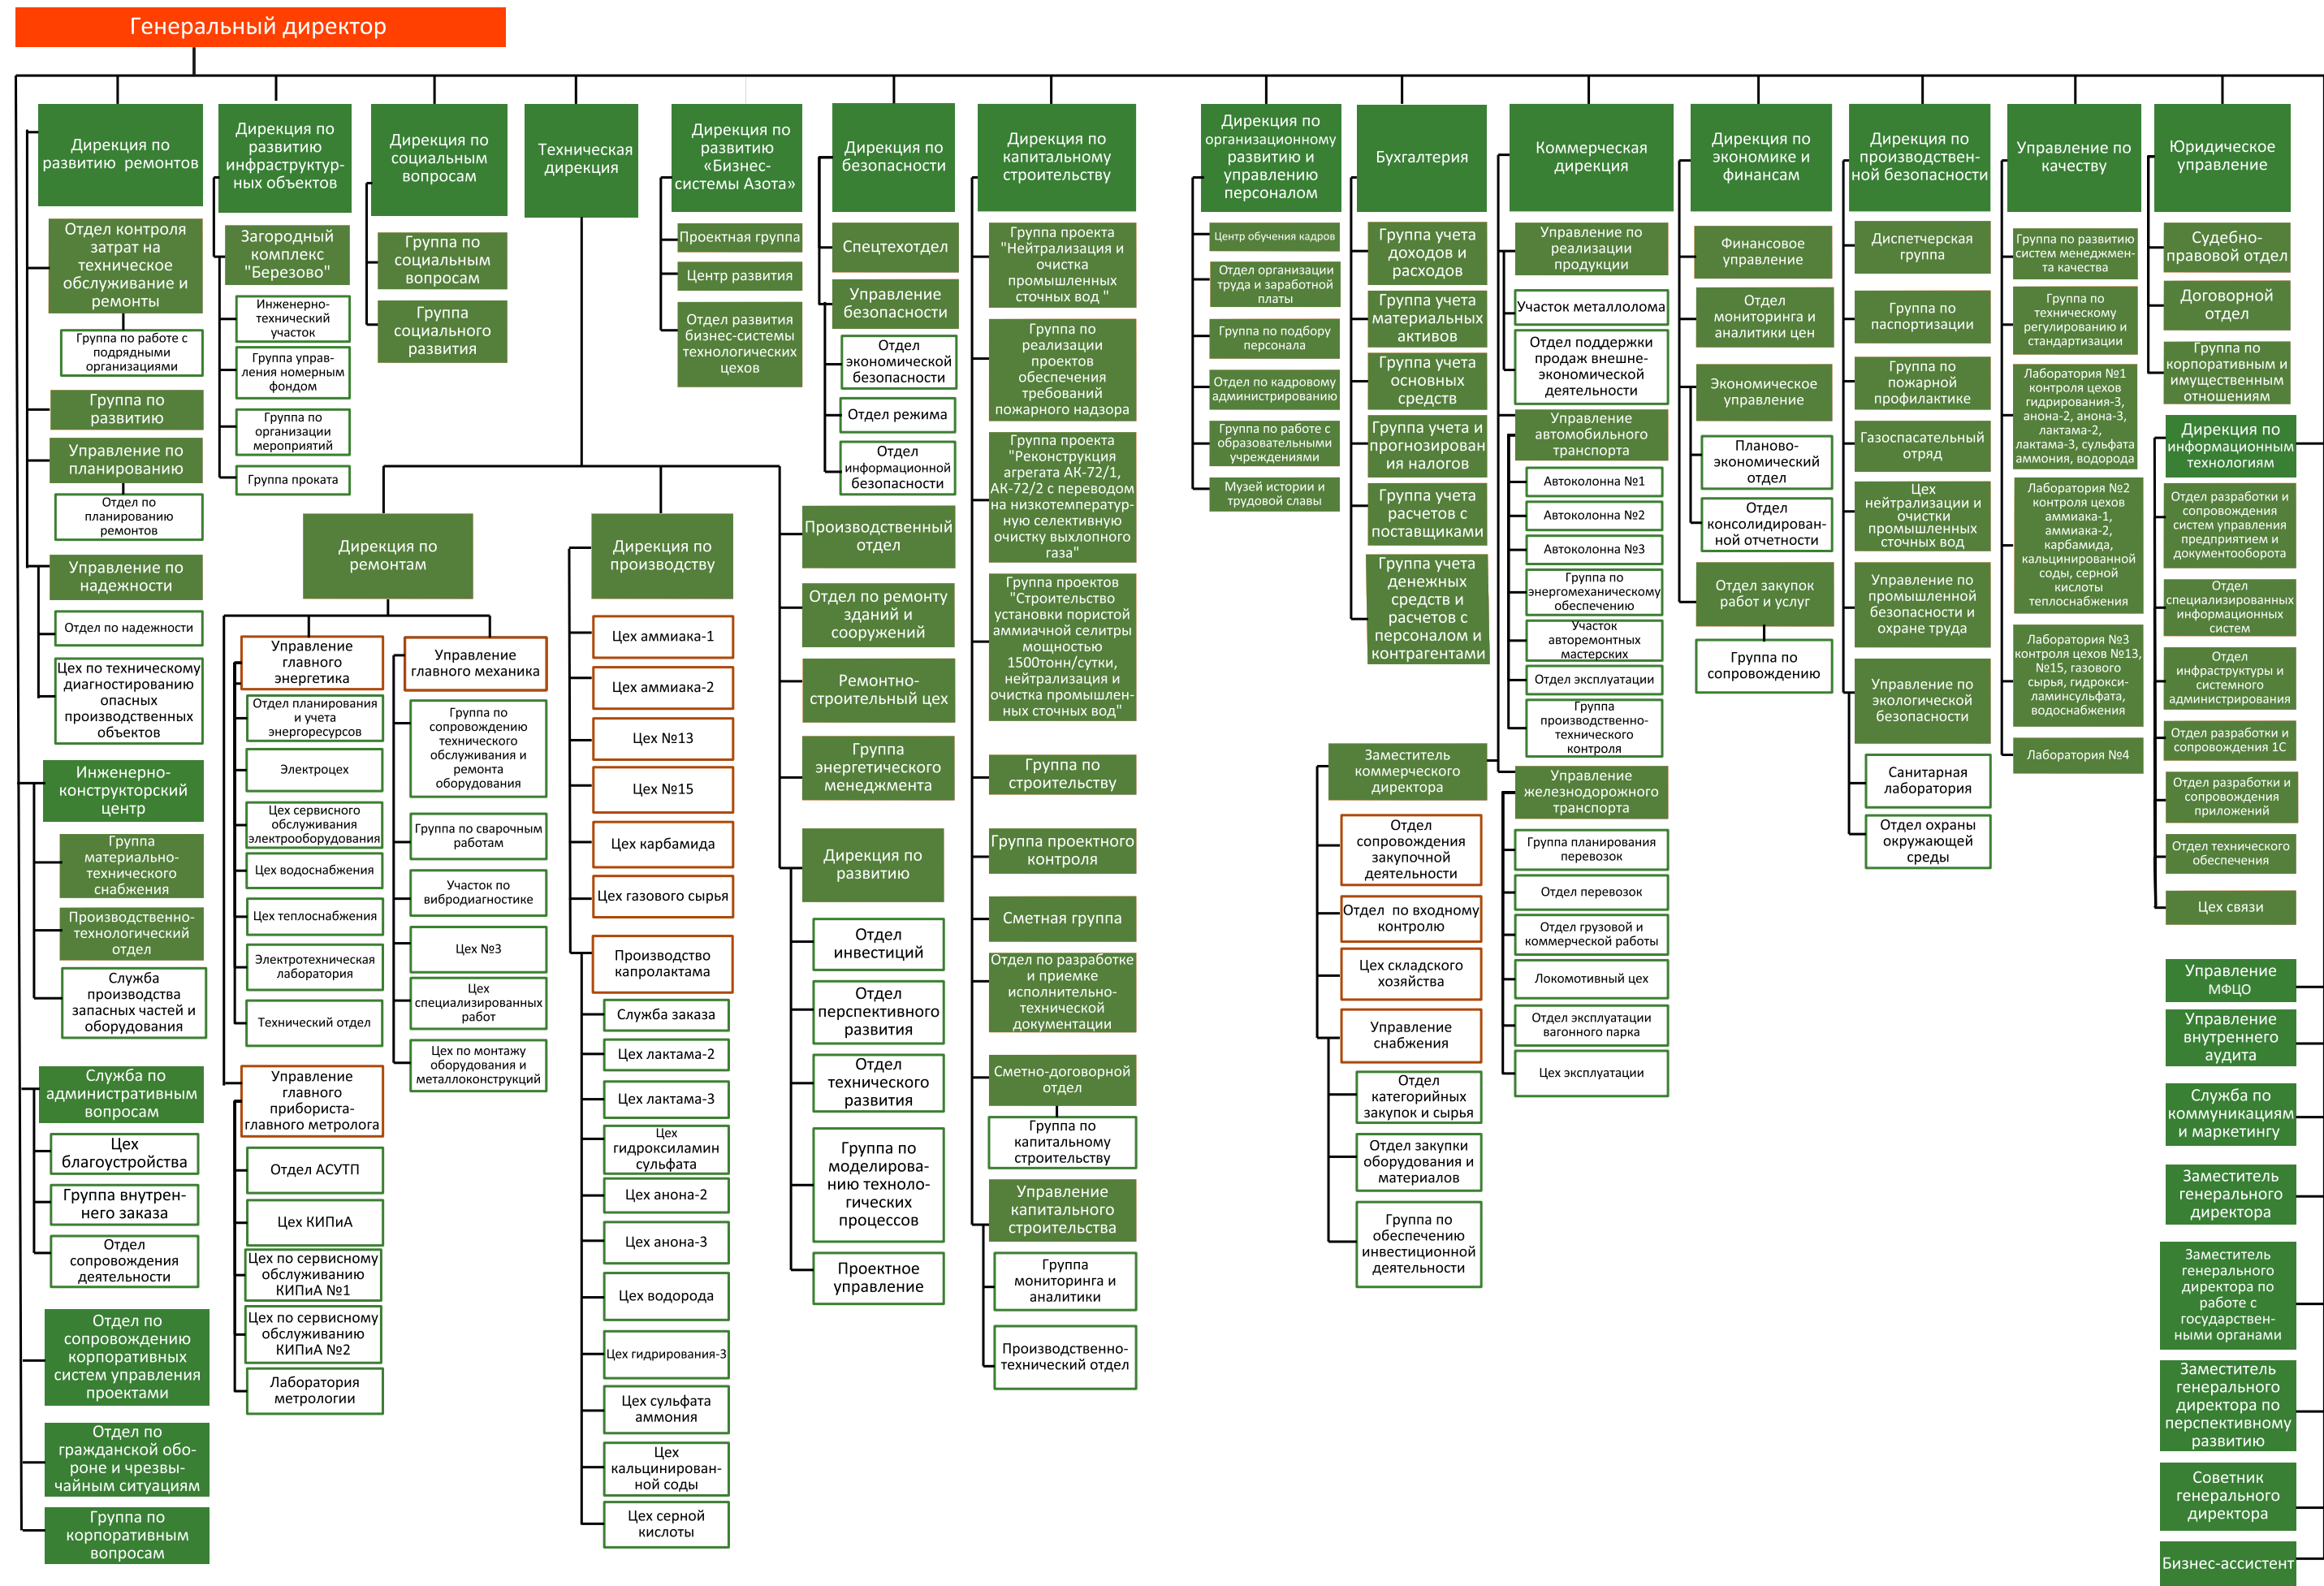 Генеральный директор
Дирекция по
развитию ремонтов
Отдел контроля
затрат на
техническое
обслуживание и
ремонты
Группа по работе с
подрядными
организациями
Группа по
развитию
Управление по
планированию
Отдел по
планированию
ремонтов
Управление по
надежности
Отдел по надежности
Цех по техническому
диагностированию
опасных
производственных
объектов
Инженерно-
конструкторский
центр
Группа
материально-
технического
снабжения
Производственно-
технологический
отдел
Служба
производства
запасных частей и
оборудования
Служба по
административным
вопросам
Цех
благоустройства
Группа внутрен-
него заказа
Отдел
сопровождения
деятельности
Отдел по
сопровождению
корпоративных
систем управления
проектами
Отдел по
гражданской обо-
роне и чрезвы-
чайным ситуациям
Группа по
корпоративным
вопросам
Дирекция по
развитию
инфраструктур-
ных объектов
Загородный
комплекс
"Березово"
Инженерно-
технический
участок
Группа управ-
ления номерным
фондом
Группа по
организации
мероприятий
Группа проката
Дирекция по
социальным
вопросам
Группа по
социальным
вопросам
Группа
социального
развития
Техническая
дирекция
Дирекция по
ремонтам
Управление
главного
энергетика
Отдел планирования
и учета
энергоресурсов
Электроцех
Цех сервисного
обслуживания
электрооборудования
Цех водоснабжения
Цех теплоснабжения
Электротехническая
лаборатория
Технический отдел
Управление
главного
прибориста-
главного метролога
Отдел АСУТП
Цех КИПиА
Цех по сервисному
обслуживанию
КИПиА №1
Цех по сервисному
обслуживанию
КИПиА №2
Лаборатория
метрологии
Управление
главного механика
Группа по
сопровождению
технического
обслуживания и
ремонта
оборудования
Группа по сварочным
работам
Участок по
вибродиагностике
Цех №3
Цех
специализированных
работ
Цех по монтажу
оборудования и
металлоконструкций
Дирекция по
производству
Цех аммиака-1
Цех аммиака-2
Цех №13
Цех №15
Цех карбамида
Цех газового сырья
Производство
капролактама
Служба заказа
Цех лактама-2
Цех лактама-3
Цех
гидроксиламин
сульфата
Цех анона-2
Цех анона-3
Цех водорода
Цех гидрирования-3
Цех сульфата
аммония
Цех
кальцинирован-
ной соды
Цех серной
кислоты
Производственный
отдел
Отдел по ремонту
зданий и
сооружений
Ремонтно-
строительный цех
Группа
энергетического
менеджмента
Дирекция по
развитию
Отдел
инвестиций
Отдел
перспективного
развития
Отдел
технического
развития
Группа по
моделирова-
нию техноло-
гических
процессов
Проектное
управление
Дирекция по
развитию
«Бизнес-
системы Азота»
Проектная группа
Центр развития
Отдел развития
бизнес-системы
технологических
цехов
Дирекция по
безопасности
Спецтехотдел
Управление
безопасности
Отдел
экономической
безопасности
Отдел режима
Отдел
информационной
безопасности
Дирекция по
капитальному
строительству
Группа проекта
"Нейтрализация и
очистка
промышленных
сточных вод "
Группа по
реализации
проектов
обеспечения
требований
пожарного надзора
Группа проекта
"Реконструкция
агрегата АК-72/1,
АК-72/2 с переводом
на низкотемператур-
ную селективную
очистку выхлопного
газа"
Группа проектов
"Строительство
установки пористой
аммиачной селитры
мощностью
1500тонн/сутки,
нейтрализация и
очистка промышлен-
ных сточных вод"
Группа по
строительству
Группа проектного
контроля
Сметная группа
Отдел по разработке
и приемке
исполнительно-
технической
документации
Сметно-договорной
отдел
Группа по
капитальному
строительству
Управление
капитального
строительства
Группа
мониторинга и
аналитики
Производственно-
технический отдел
Дирекция по
организационному
развитию и
управлению
персоналом
Центр обучения кадров
Отдел организации
труда и заработной
платы
Группа по подбору
персонала
Отдел по кадровому
администрированию
Группа по работе с
образовательными
учреждениями
Музей истории и
трудовой славы
Бухгалтерия
Группа учета
доходов и
расходов
Группа учета
материальных
активов
Группа учета
основных
средств
Группа учета и
прогнозирован
ия налогов
Группа учета
расчетов с
поставщиками
Группа учета
денежных
средств и
расчетов с
персоналом и
контрагентами
Коммерческая
дирекция
Управление по
реализации
продукции
Участок металлолома
Отдел поддержки
продаж внешне-
экономической
деятельности
Управление
автомобильного
транспорта
Автоколонна №1
Автоколонна №2
Автоколонна №3
Группа по
энергомеханическому
обеспечению
Участок
авторемонтных
мастерских
Отдел эксплуатации
Группа
производственно-
технического
контроля
Управление
железнодорожного
транспорта
Группа планирования
перевозок
Отдел перевозок
Отдел грузовой и
коммерческой работы
Локомотивный цех
Отдел эксплуатации
вагонного парка
Цех эксплуатации
Заместитель
коммерческого
директора
Отдел
сопровождения
закупочной
деятельности
Отдел по входному
контролю
Цех складского
хозяйства
Управление
снабжения
Отдел
категорийных
закупок и сырья
Отдел закупки
оборудования и
материалов
Группа по
обеспечению
инвестиционной
деятельности
Дирекция по
экономике и
финансам
Финансовое
управление
Отдел
мониторинга и
аналитики цен
Экономическое
управление
Планово-
экономический
отдел
Отдел
консолидирован-
ной отчетности
Отдел закупок
работ и услуг
Группа по
сопровождению
Дирекция по
производствен-
ной безопасности
Диспетчерская
группа
Группа по
паспортизации
Группа по
пожарной
профилактике
Газоспасательный
отряд
Цех
нейтрализации и
очистки
промышленных
сточных вод
Управление по
промышленной
безопасности и
охране труда
Управление по
экологической
безопасности
Санитарная
лаборатория
Отдел охраны
окружающей
среды
Управление по
качеству
Группа по развитию
систем менеджмен-
та качества
Группа по
техническому
регулированию и
стандартизации
Лаборатория №1
контроля цехов
гидрирования-3,
анона-2, анона-3,
лактама-2,
лактама-3, сульфата
аммония, водорода
Лаборатория №2
контроля цехов
аммиака-1,
аммиака-2,
карбамида,
кальцинированной
соды, серной
кислоты
теплоснабжения
Лаборатория №3
контроля цехов №13,
№15, газового
сырья, гидрокси-
ламинсульфата,
водоснабжения
Лаборатория №4
Юридическое
управление
Судебно-
правовой отдел
Договорной
отдел
Группа по
корпоративным и
имущественным
отношениям
Дирекция по
информационным
технологиям
Отдел разработки и
сопровождения
систем управления
предприятием и
документооборота
Отдел
специализированных
информационных
систем
Отдел
инфраструктуры и
системного
администрирования
Отдел разработки и
сопровождения 1С
Отдел разработки и
сопровождения
приложений
Отдел технического
обеспечения
Цех связи
Управление
МФЦО
Управление
внутреннего
аудита
Служба по
коммуникациям
и маркетингу
Заместитель
генерального
директора
Заместитель
генерального
директора по
работе с
государствен-
ными органами
Заместитель
генерального
директора по
перспективному
развитию
Советник
генерального
директора
Бизнес-ассистент